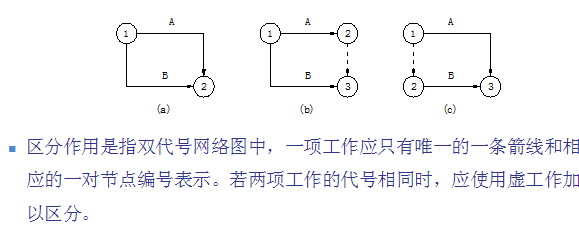 1 A 2 B (a)
1 A 2 B 3 (b)
1 A 2 B 3 (c)
区分作用是指双代号网络图中，一项工作应只有唯一的一条箭线和相
应的一对节点编号表示。若两项工作的代号相同时，应使用虚工作加
以区分。